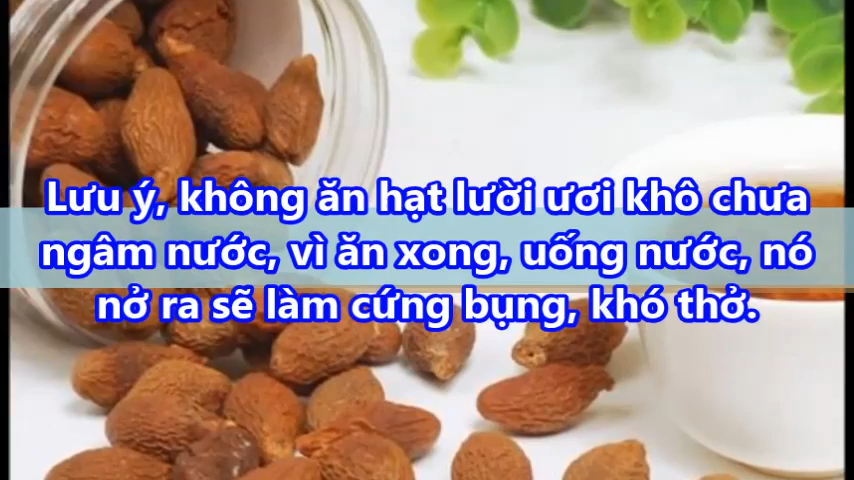 Lưu ý, không ăn hạt lười ươi khô chưa
ngâm nước, vì ăn xong, uống nước, nó
nở ra sẽ làm cứng bụng, khó thở.